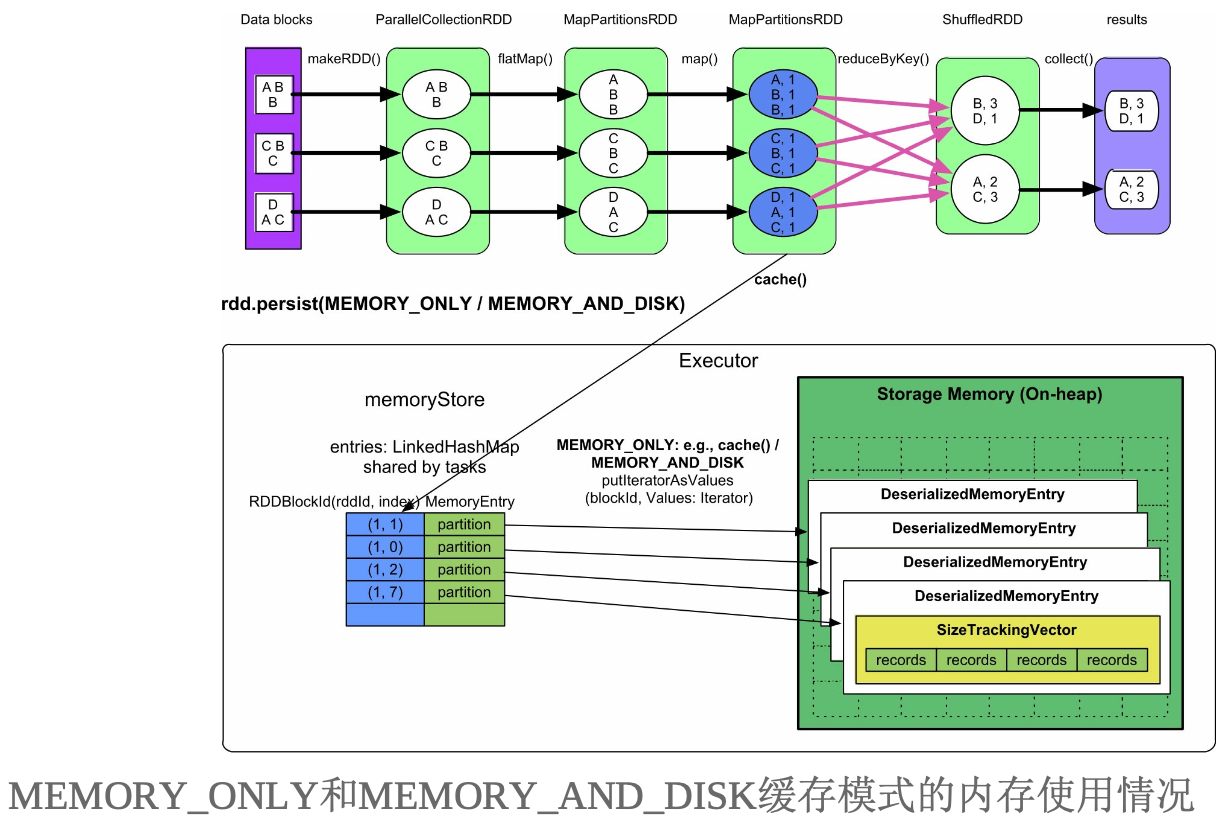 Data blocks
ParallelCollectionRDD
MapPartitionsRDD
MapPartitionsRDD
ShuffledRDD
results
makeRDD()
flatMap()
map()
reduceByKey()
collect()
A B
B
A B
B
A
B
B
A, 1
B, 1
B, 1
B, 3
D, 1
B, 3
D, 1
C B
C
C B
C
C
B
C
C, 1
B, 1
C, 1
D
A C
D
A C
D
A
C
D, 1
A, 1
C, 1
A, 2
C, 3
A, 2
C, 3
cache()
rdd.persist(MEMORY_ONLY / MEMORY_AND_DISK)
Executor
memoryStore
entries: LinkedHashMap
shared by tasks
RDDBlockId(rddId, index) MemoryEntry
(1, 1) partition
(1, 0) partition
(1, 2) partition
(1, 7) partition
MEMORY_ONLY: e.g., cache() /
MEMORY_AND_DISK
putIteratorAsValues
(blockId, Values: Iterator)
Storage Memory (On-heap)
DeserializedMemoryEntry
DeserializedMemoryEntry
DeserializedMemoryEntry
DeserializedMemoryEntry
SizeTrackingVector
records records records records
MEMORY_ONLY和MEMORY_AND_DISK缓存模式的内存使用情况